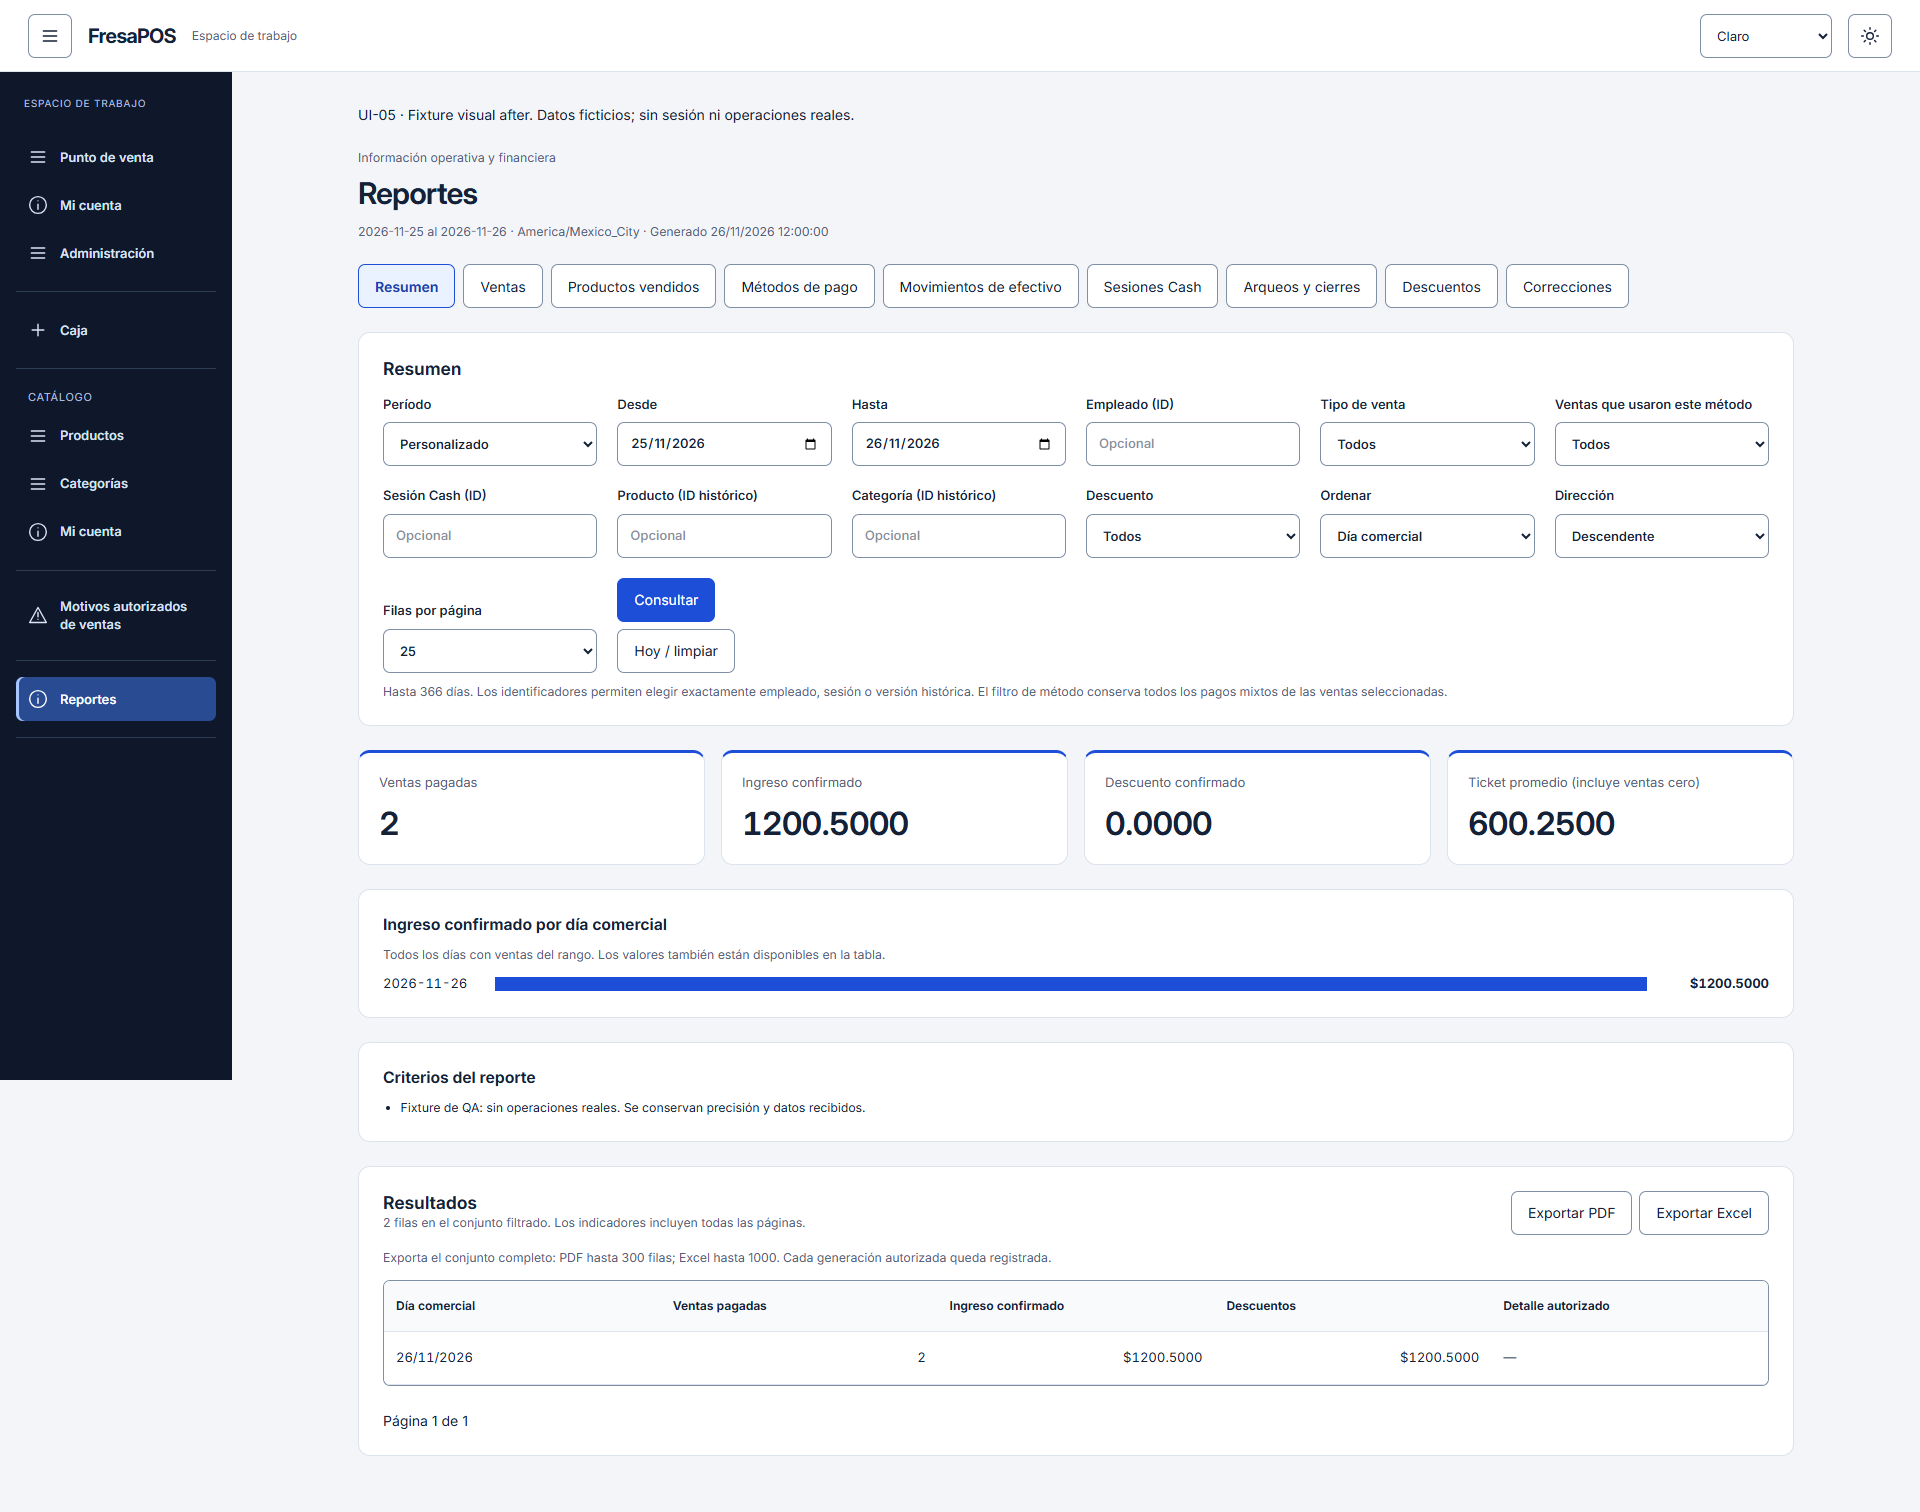 FresaPOS
Espacio de trabajo
Claro
ESPACIO DE TRABAJO
Punto de venta
Mi cuenta
Administración
Caja
CATÁLOGO
Productos
Categorías
Mi cuenta
Motivos autorizados
de ventas
Reportes
UI-05 · Fixture visual after. Datos ficticios; sin sesión ni operaciones reales.
Información operativa y financiera
Reportes
2026-11-25 al 2026-11-26 · America/Mexico_City · Generado 26/11/2026 12:00:00
Resumen Ventas Productos vendidos Métodos de pago Movimientos de efectivo Sesiones Cash Arqueos y cierres Descuentos Correcciones
Resumen
Período Desde Hasta Empleado (ID) Tipo de venta Ventas que usaron este método
Personalizado 25/11/2026 26/11/2026 Opcional Todos Todos
Sesión Cash (ID) Producto (ID histórico) Categoría (ID histórico) Descuento Ordenar Dirección
Opcional Opcional Opcional Todos Día comercial Descendente
Consultar
Filas por página
25 Hoy / limpiar
Hasta 366 días. Los identificadores permiten elegir exactamente empleado, sesión o versión histórica. El filtro de método conserva todos los pagos mixtos de las ventas seleccionadas.
Ventas pagadas Ingreso confirmado Descuento confirmado Ticket promedio (incluye ventas cero)
2 1200.5000 0.0000 600.2500
Ingreso confirmado por día comercial
Todos los días con ventas del rango. Los valores también están disponibles en la tabla.
2026-11-26 $1200.5000
Criterios del reporte
• Fixture de QA: sin operaciones reales. Se conservan precisión y datos recibidos.
Resultados
2 filas en el conjunto filtrado. Los indicadores incluyen todas las páginas.
Exportar PDF Exportar Excel
Exporta el conjunto completo: PDF hasta 300 filas; Excel hasta 1000. Cada generación autorizada queda registrada.
Día comercial Ventas pagadas Ingreso confirmado Descuentos Detalle autorizado
26/11/2026 2 $1200.5000 $1200.5000 —
Página 1 de 1